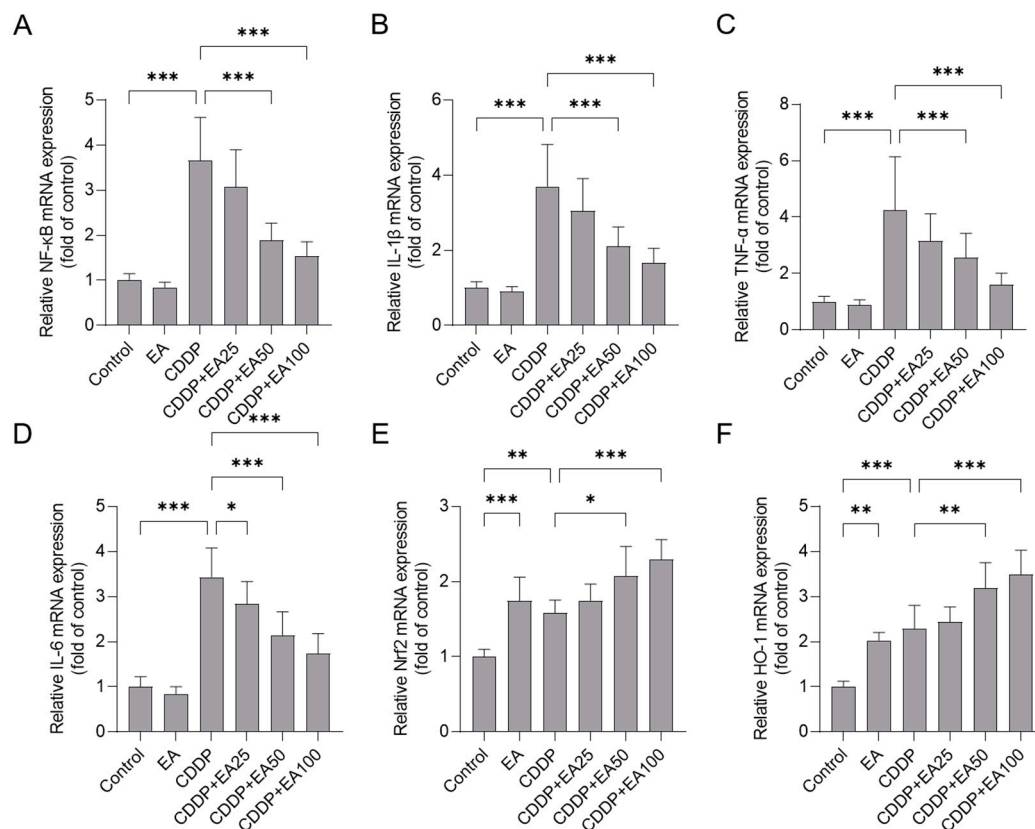 A
Relative NF-κB mRNA expression
(fold of control)
5
4
3
2
1
0
***
***
***
Control
EA
CDDP
CDDP+EA25
CDDP+EA50
CDDP+EA100
B
Relative IL-1β mRNA expression
(fold of control)
6
4
2
0
***
***
***
Control
EA
CDDP
CDDP+EA25
CDDP+EA50
CDDP+EA100
C
Relative TNF-α mRNA expression
(fold of control)
8
6
4
2
0
***
***
***
Control
EA
CDDP
CDDP+EA25
CDDP+EA50
CDDP+EA100
D
Relative IL-6 mRNA expression
(fold of control)
5
4
3
2
1
0
***
***
***
*
Control
EA
CDDP
CDDP+EA25
CDDP+EA50
CDDP+EA100
E
Relative Nrf2 mRNA expression
(fold of control)
3
2
1
0
**
***
***
*
Control
EA
CDDP
CDDP+EA25
CDDP+EA50
CDDP+EA100
F
Relative HO-1 mRNA expression
(fold of control)
5
4
3
2
1
0
***
***
**
**
Control
EA
CDDP
CDDP+EA25
CDDP+EA50
CDDP+EA100